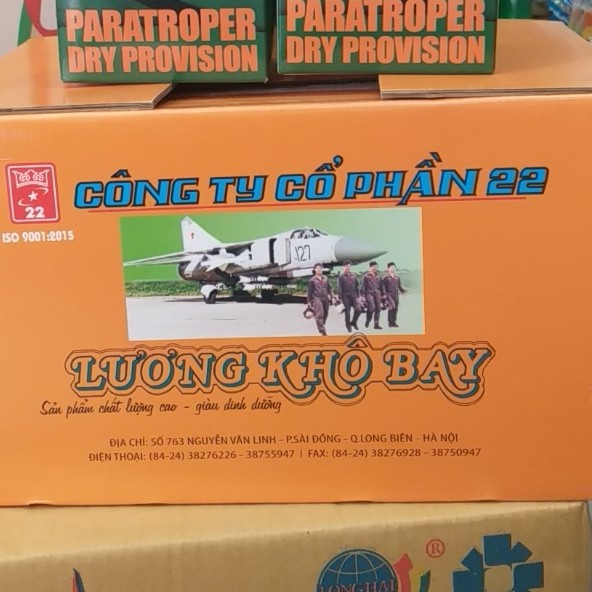 PARATROPER
DRY PROVISION
PARATROPER
DRY PROVISION
22
ISO 9001:2015
CÔNG TY CỔ PHẦN 22
127
LƯƠNG KHÔ BAY
Sản phẩm chất lượng cao - giàu dinh dưỡng
ĐỊA CHỈ: SỐ 763 NGUYỄN VĂN LINH - P.SÀI ĐỒNG - Q.LONG BIÊN - HÀ NỘI
ĐIỆN THOẠI: (84-24) 38276226 - 38755947 | FAX: (84-24) 38276928 - 38750947
LONGHAI
®